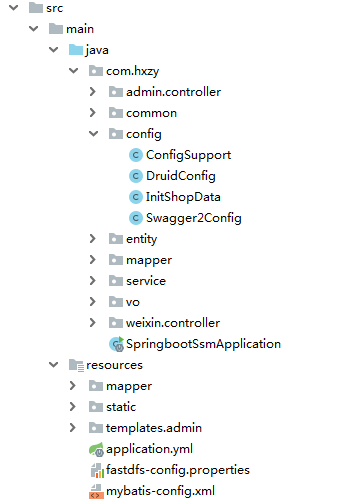 src
main
java
com.hxzy
admin.controller
common
config
ConfigSupport
DruidConfig
InitShopData
Swagger2Config
entity
mapper
service
vo
weixin.controller
SpringbootSsmApplication
resources
mapper
static
templates.admin
application.yml
fastdfs-config.properties
mybatis-config.xml